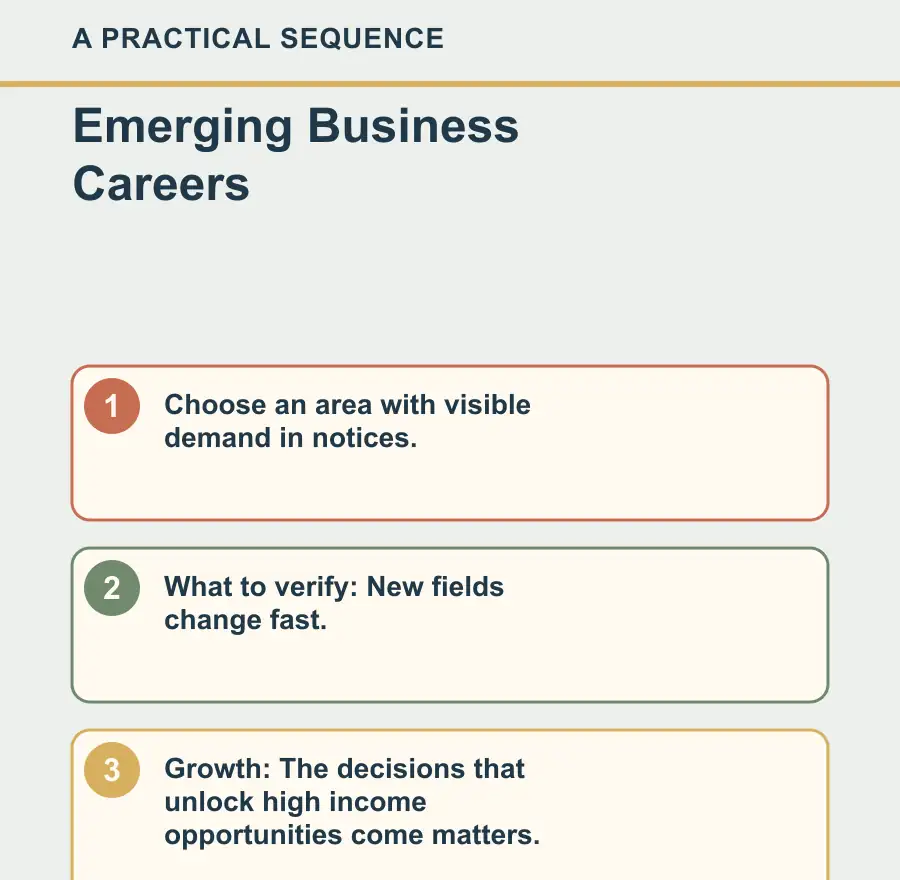 A PRACTICAL SEQUENCE
Emerging Business
Careers
1
Choose an area with visible
demand in notices.
2
What to verify: New fields
change fast.
3
Growth: The decisions that
unlock high income
opportunities come matters.